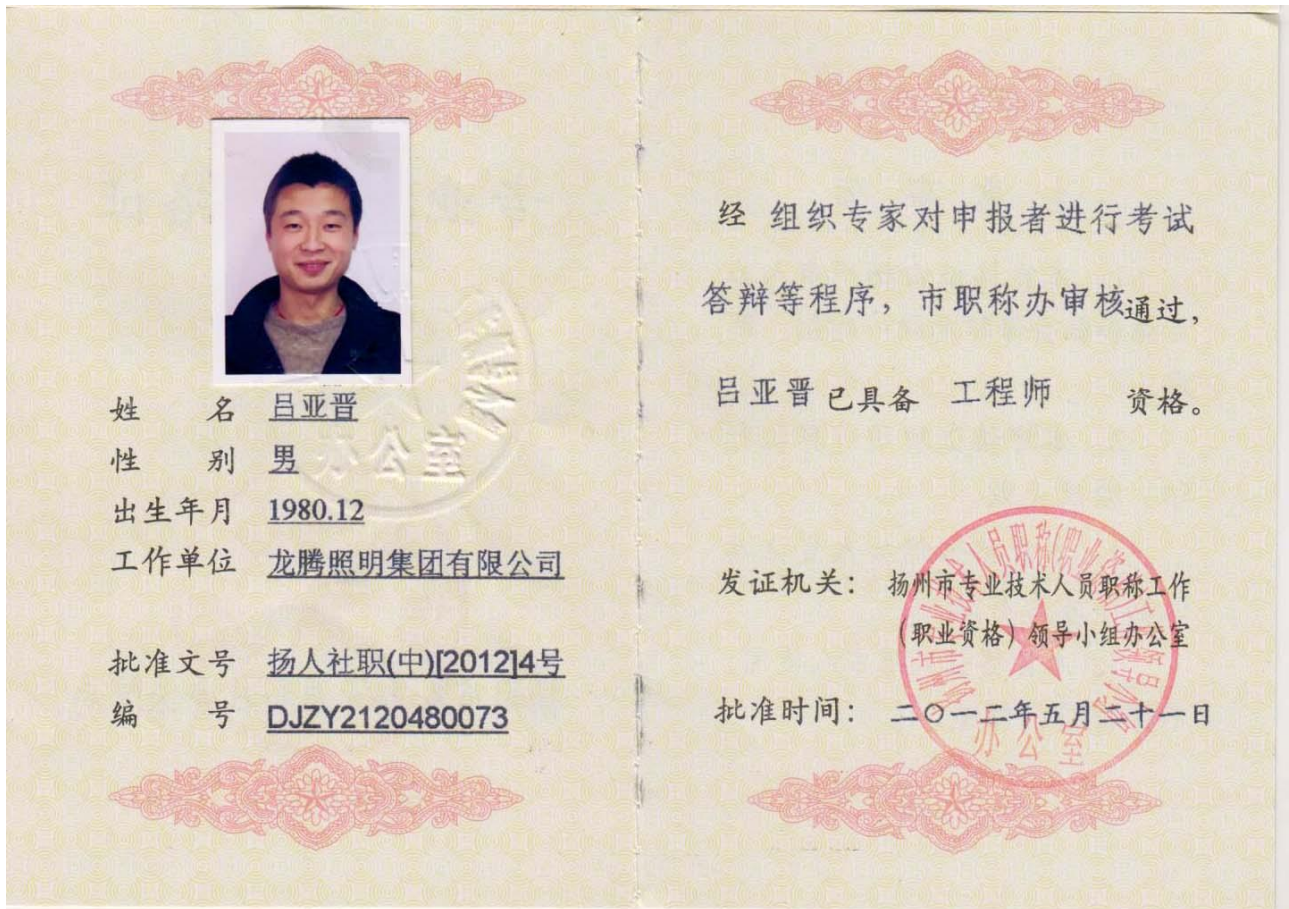 姓 名 吕亚晋
性 别 男
出生年月 1980.12
工作单位 龙腾照明集团有限公司
批准文号 扬人社职(中)[2012]4号
编 号 DJZY2120480073
办公室
经 组织专家对申报者进行考试
答辩等程序，市职称办审核通过，
吕亚晋已具备 工程师 资格。
发证机关： 扬州市专业技术人员职称工作
（职业资格）领导小组办公室
批准时间： 二〇一二年五月二十一日
办公室